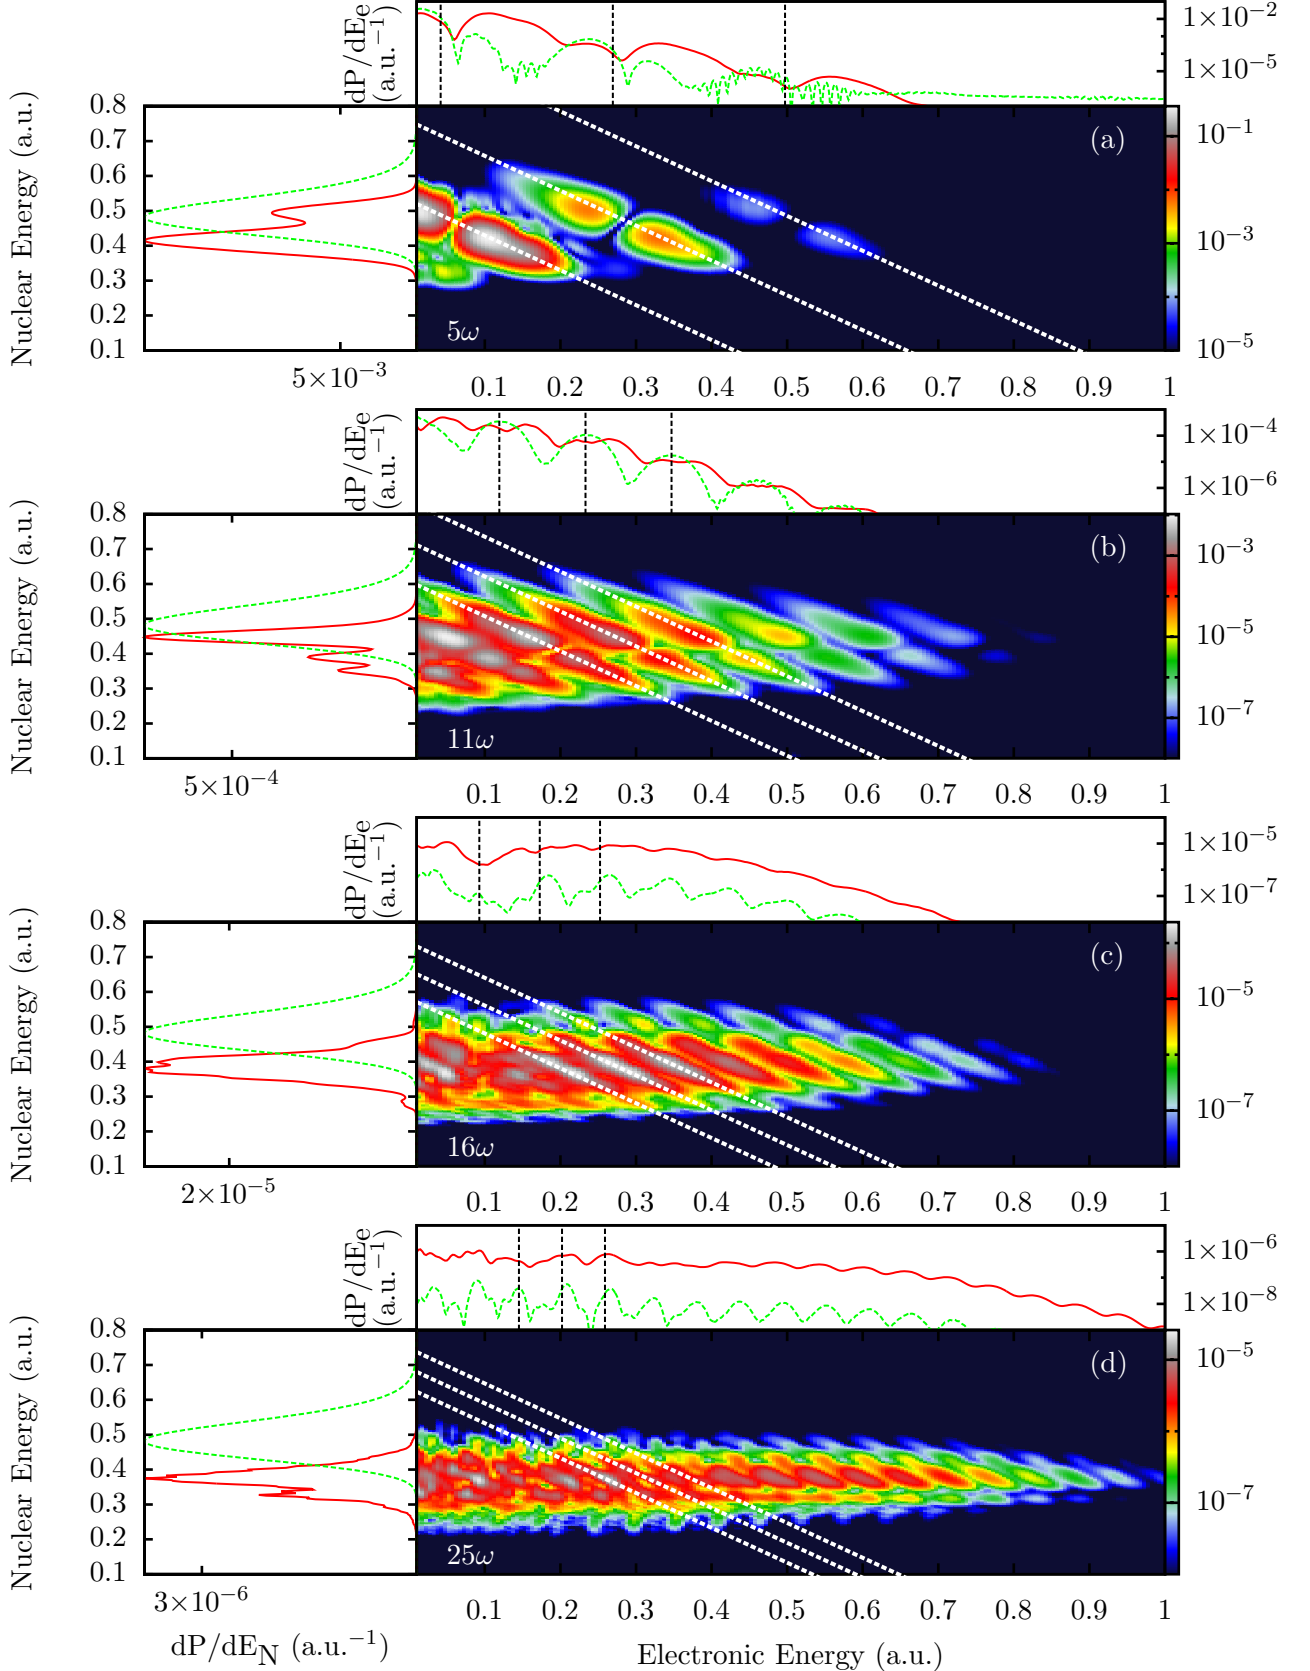 dP/dEe
(a.u.⁻¹)
1×10⁻²
1×10⁻⁵
Nuclear Energy (a.u.)
0.8
0.7
0.6
0.5
0.4
0.3
0.2
0.1
(a)
5ω
10⁻¹
10⁻³
10⁻⁵
5×10⁻³
0.1 0.2 0.3 0.4 0.5 0.6 0.7 0.8 0.9 1
dP/dEe
(a.u.⁻¹)
1×10⁻⁴
1×10⁻⁶
Nuclear Energy (a.u.)
0.8
0.7
0.6
0.5
0.4
0.3
0.2
0.1
(b)
11ω
10⁻³
10⁻⁵
10⁻⁷
5×10⁻⁴
0.1 0.2 0.3 0.4 0.5 0.6 0.7 0.8 0.9 1
dP/dEe
(a.u.⁻¹)
1×10⁻⁵
1×10⁻⁷
Nuclear Energy (a.u.)
0.8
0.7
0.6
0.5
0.4
0.3
0.2
0.1
(c)
16ω
10⁻⁵
10⁻⁷
2×10⁻⁵
0.1 0.2 0.3 0.4 0.5 0.6 0.7 0.8 0.9 1
dP/dEe
(a.u.⁻¹)
1×10⁻⁶
1×10⁻⁸
Nuclear Energy (a.u.)
0.8
0.7
0.6
0.5
0.4
0.3
0.2
0.1
(d)
25ω
10⁻⁵
10⁻⁷
3×10⁻⁶
0.1 0.2 0.3 0.4 0.5 0.6 0.7 0.8 0.9 1
dP/dEN (a.u.⁻¹)
Electronic Energy (a.u.)